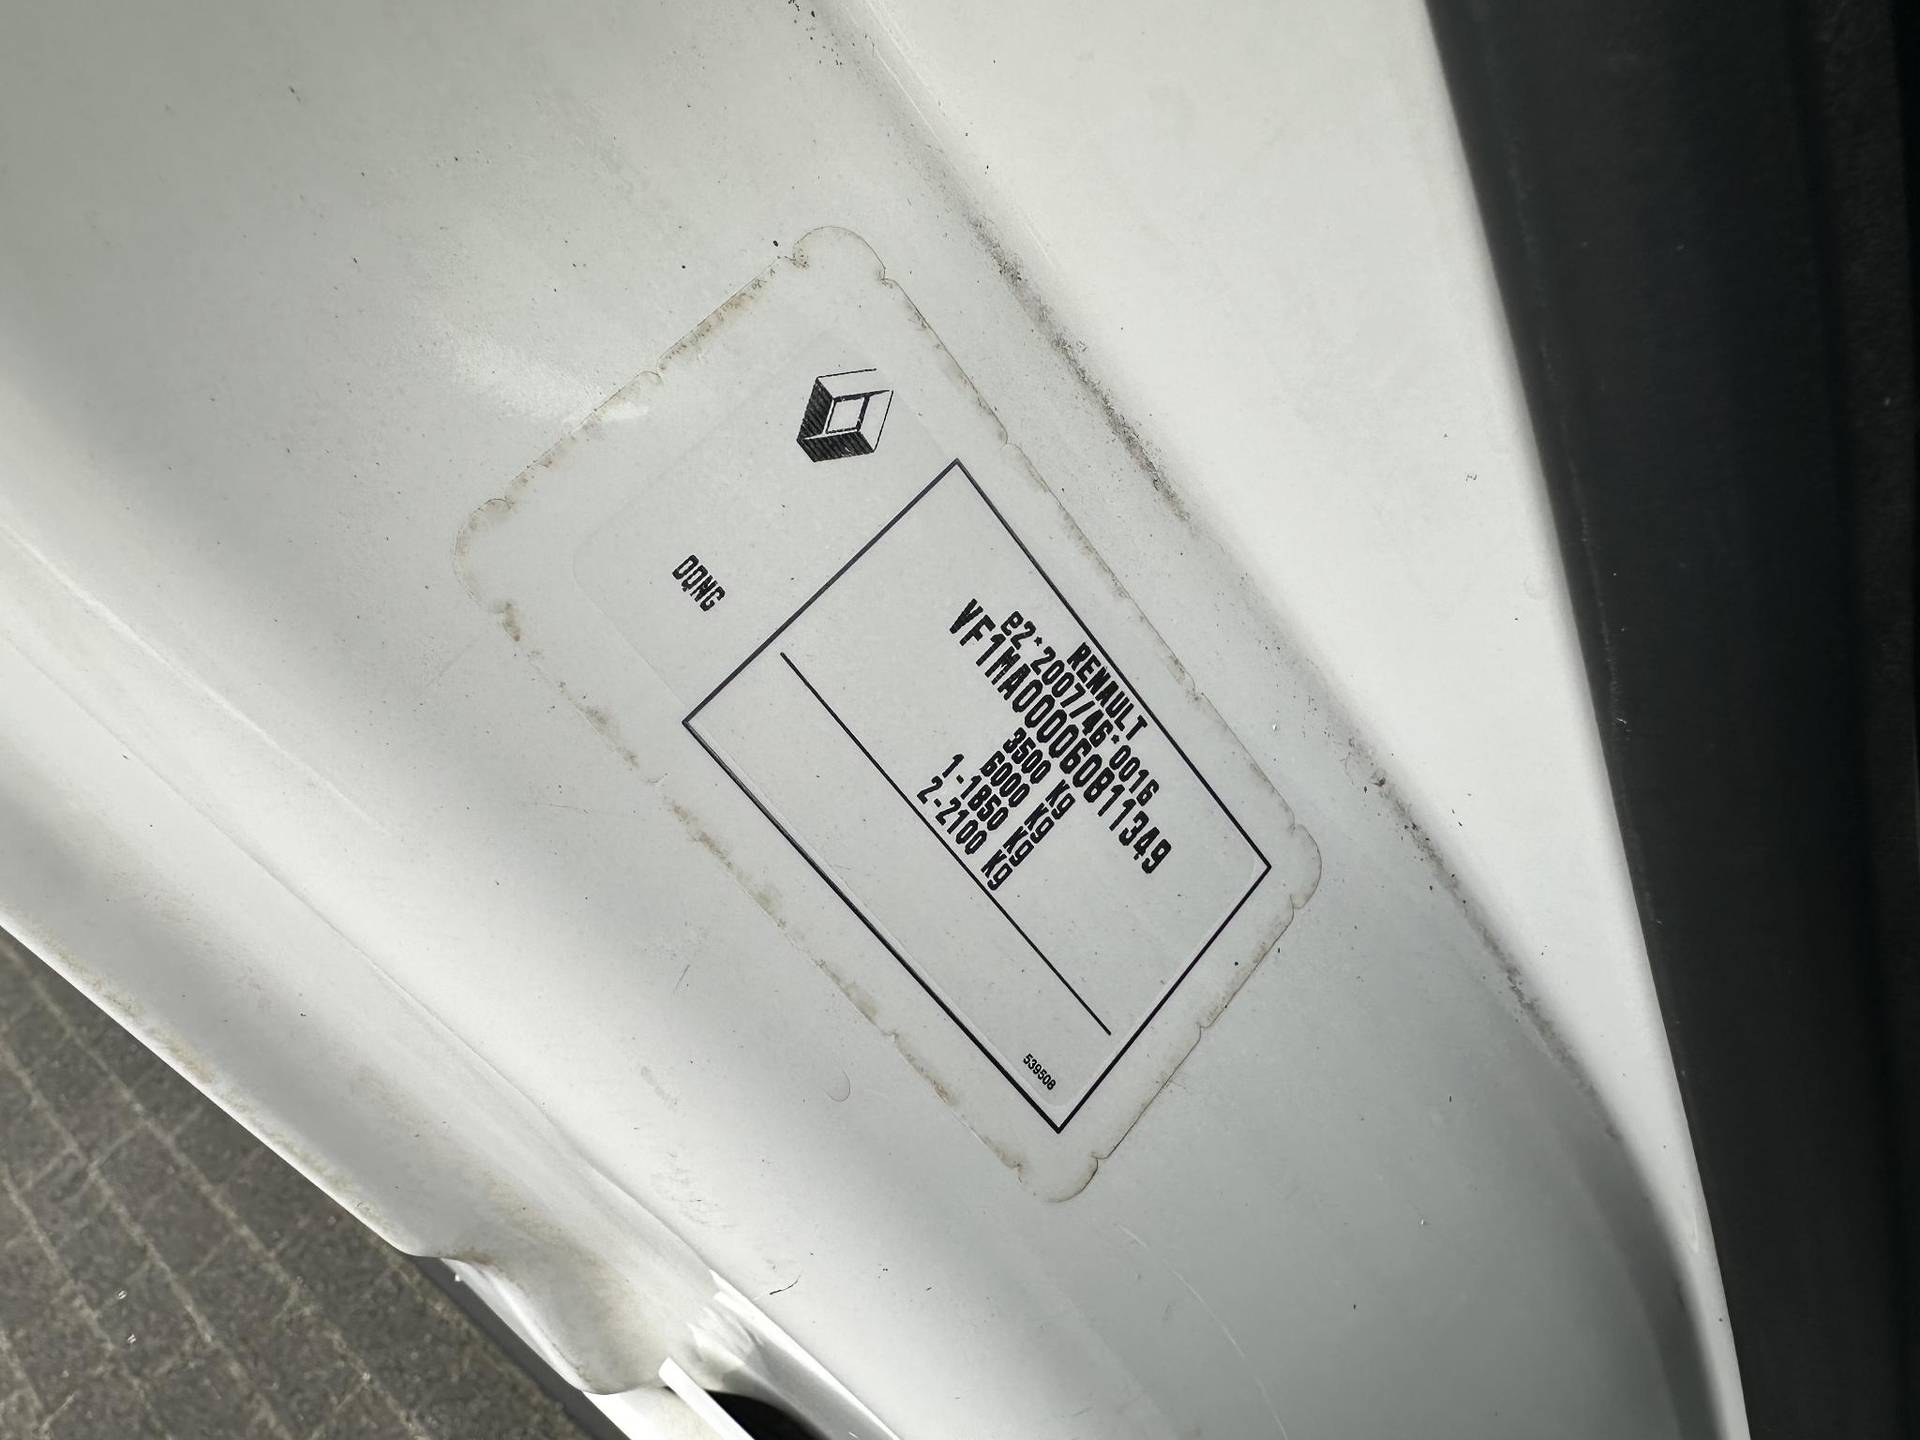 DQNG
RENAULT
e2*2007/46*0016
VF1MA000060811349
3500 Kg
6000 Kg
1-1850 Kg
2-2100 Kg
539508